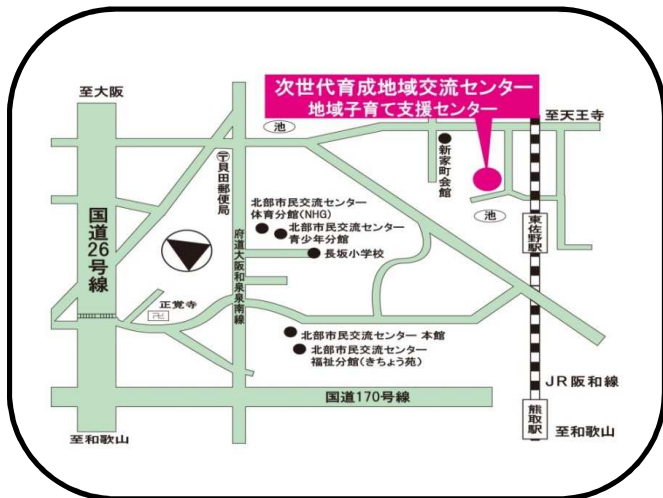 至大阪
次世代育成地域交流センター
地域子育て支援センター
至天王寺
池
新家町会館
〒貝田郵便局
北部市民交流センター
体育分館(NHG)
北部市民交流センター
青少年分館
池
東佐野駅
国道26号線
府道大阪和泉泉南線
長坂小学校
正覚寺
卍
北部市民交流センター 本館
北部市民交流センター
福祉分館(きちょう苑)
JR阪和線
国道170号線
熊取駅
至和歌山
至和歌山